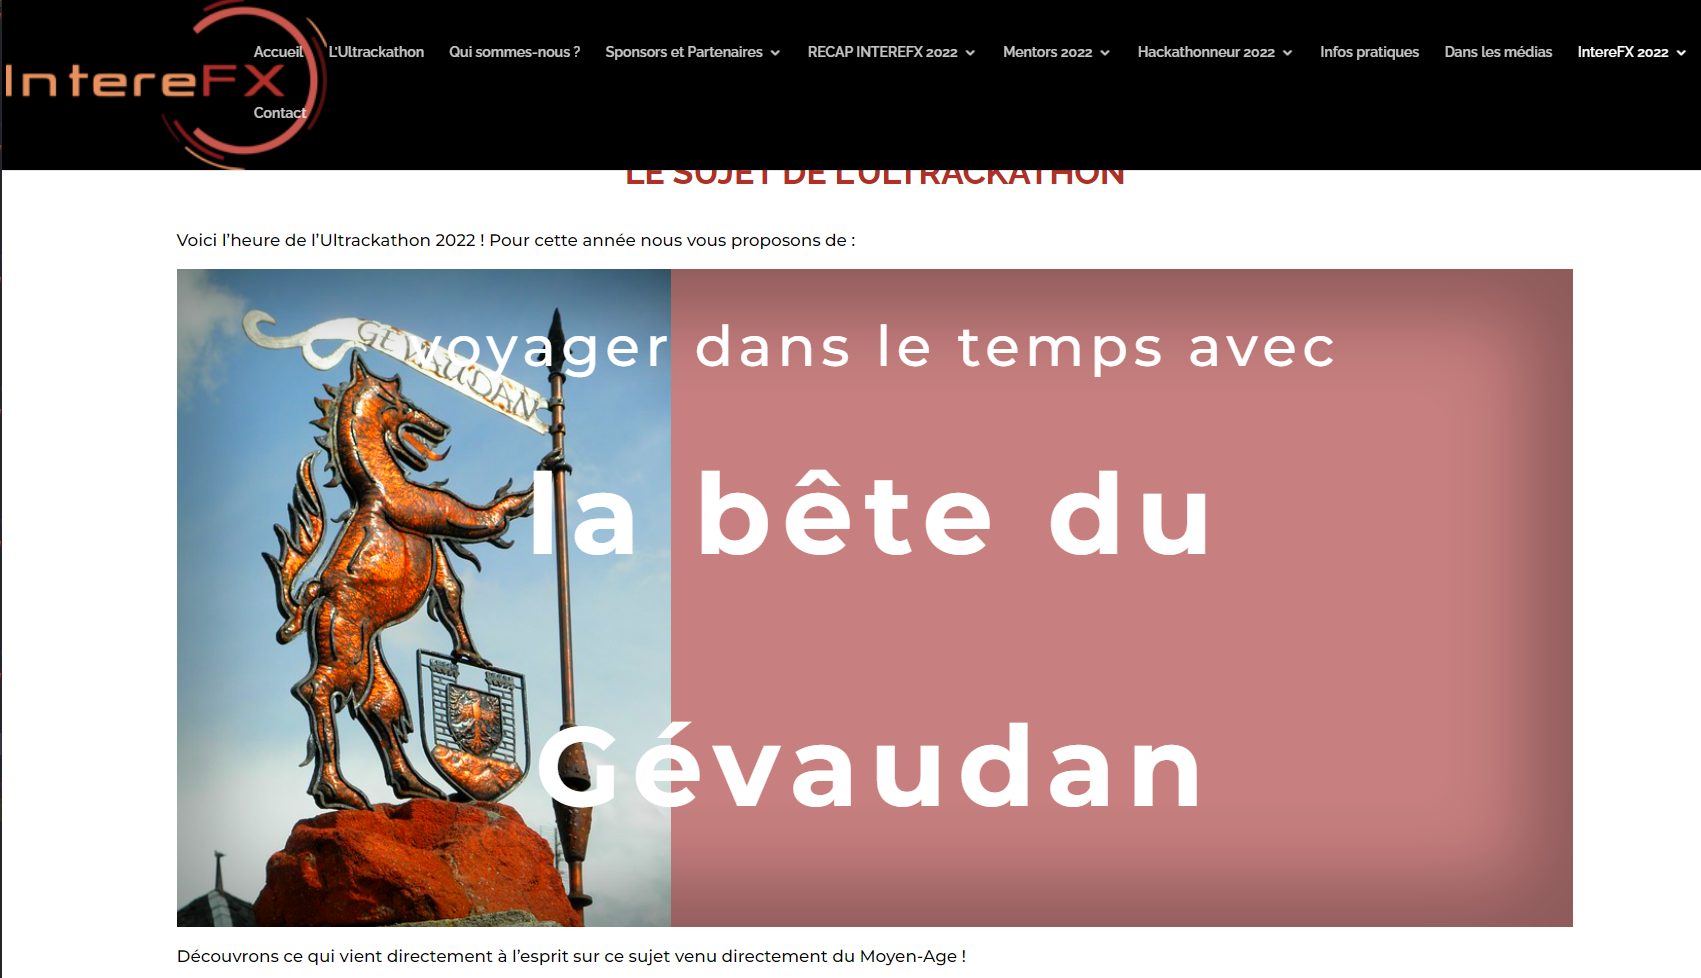 IntereFX
Accueil L'Ultrackathon Qui sommes-nous ? Sponsors et Partenaires RECAP INTEREFX 2022 Mentors 2022 Hackathonneur 2022 Infos pratiques Dans les médias IntereFX 2022
Contact
LE SUJET DE L'ULTRACKATHON
Voici l'heure de l'Ultrackathon 2022 ! Pour cette année nous vous proposons de :
GEVAUDAN
voyager dans le temps avec
la bête du
Gévaudan
Découvrons ce qui vient directement à l'esprit sur ce sujet venu directement du Moyen-Age !